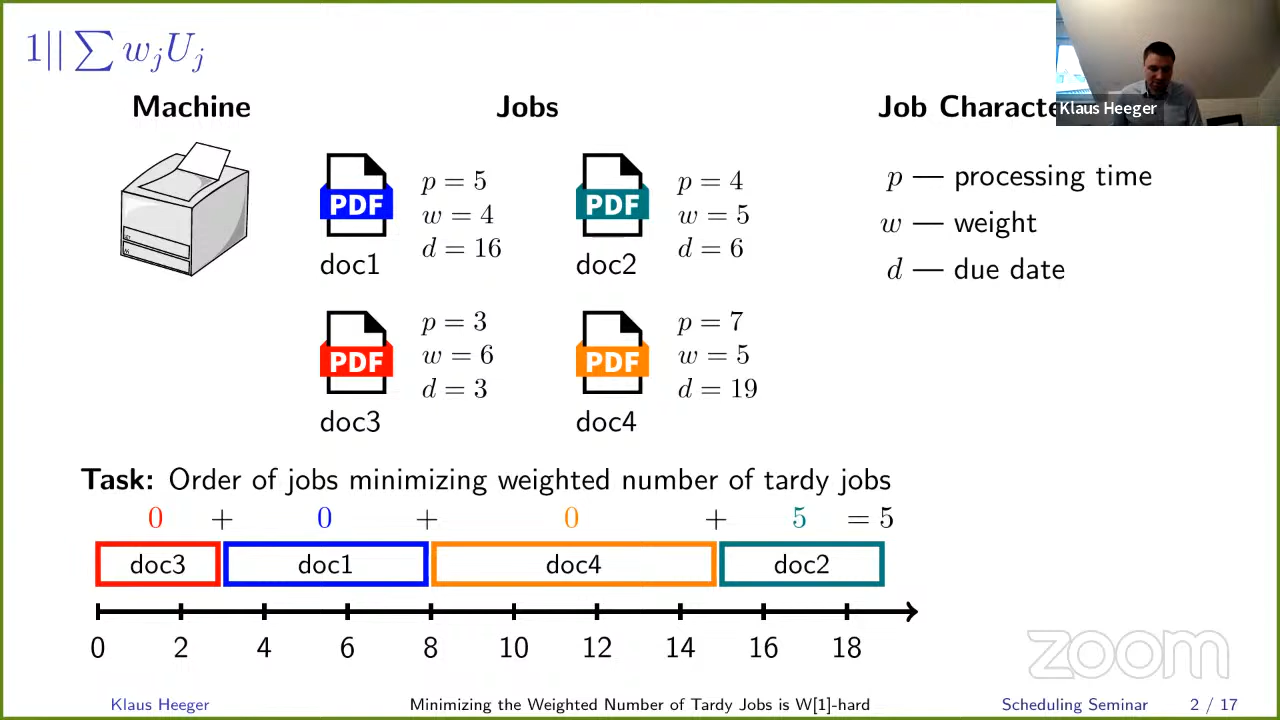 1|| ∑ w_j U_j
Machine
Jobs
Job Characte
Klaus Heeger
PDF
p = 5
w = 4
d = 16
doc1
PDF
p = 4
w = 5
d = 6
doc2
p — processing time
w — weight
d — due date
PDF
p = 3
w = 6
d = 3
doc3
PDF
p = 7
w = 5
d = 19
doc4
Task: Order of jobs minimizing weighted number of tardy jobs
0 + 0 + 0 + 5 = 5
doc3 doc1 doc4 doc2
0 2 4 6 8 10 12 14 16 18
zoom
Klaus Heeger Minimizing the Weighted Number of Tardy Jobs is W[1]-hard Scheduling Seminar 2 / 17